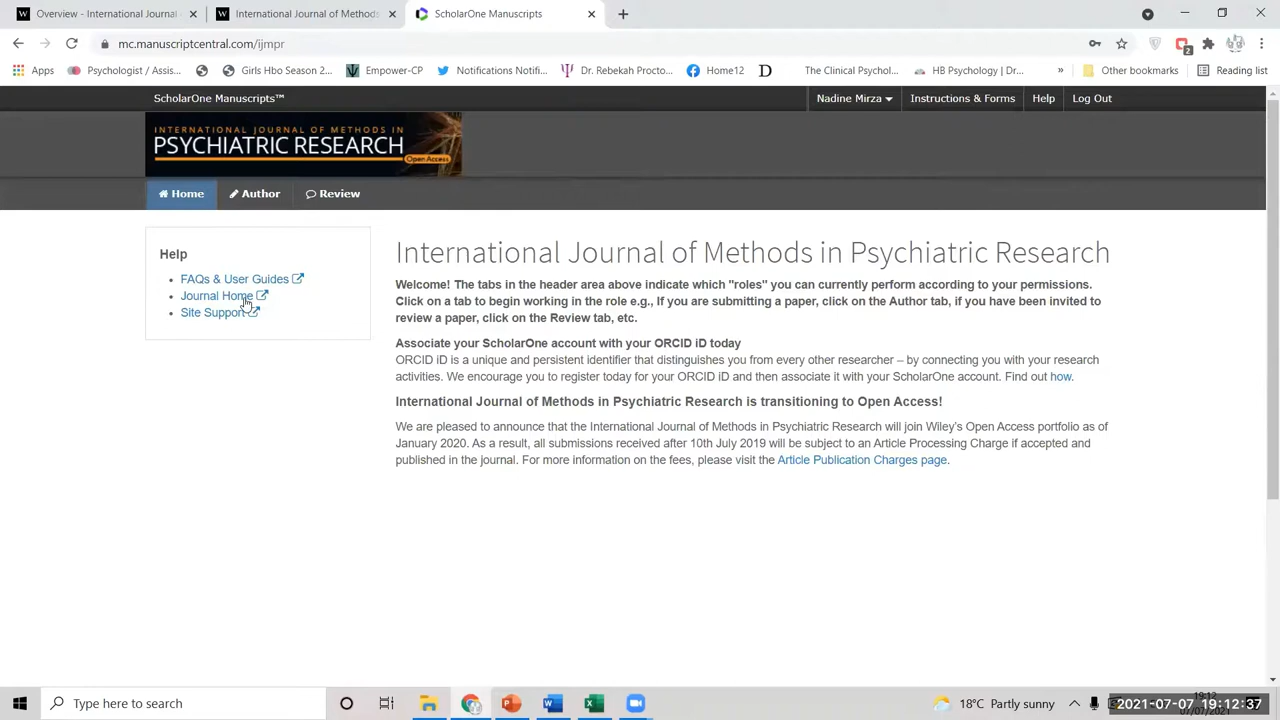 Overview - International Journal
International Journal of Methods
ScholarOne Manuscripts
mc.manuscriptcentral.com/ijmpr
2
Apps
Psychologist / Assis...
Girls Hbo Season 2...
Empower-CP
Notifications Notifi...
Dr. Rebekah Procto...
Home12
D
The Clinical Psychol...
HB Psychology | Dr...
»
Other bookmarks
Reading list
ScholarOne Manuscripts™
Nadine Mirza
Instructions & Forms
Help
Log Out
INTERNATIONAL JOURNAL OF METHODS IN
PSYCHIATRIC RESEARCH
Open Access
Home
Author
Review
Help
FAQs & User Guides
Journal Home
Site Support
International Journal of Methods in Psychiatric Research
Welcome! The tabs in the header area above indicate which "roles" you can currently perform according to your permissions.
Click on a tab to begin working in the role e.g., If you are submitting a paper, click on the Author tab, if you have been invited to
review a paper, click on the Review tab, etc.
Associate your ScholarOne account with your ORCID iD today
ORCID iD is a unique and persistent identifier that distinguishes you from every other researcher – by connecting you with your research
activities. We encourage you to register today for your ORCID iD and then associate it with your ScholarOne account. Find out how.
International Journal of Methods in Psychiatric Research is transitioning to Open Access!
We are pleased to announce that the International Journal of Methods in Psychiatric Research will join Wiley's Open Access portfolio as of
January 2020. As a result, all submissions received after 10th July 2019 will be subject to an Article Processing Charge if accepted and
published in the journal. For more information on the fees, please visit the Article Publication Charges page.
Type here to search
18°C Partly sunny
19:12
2021-07-07 19:12:37
07/07/2021